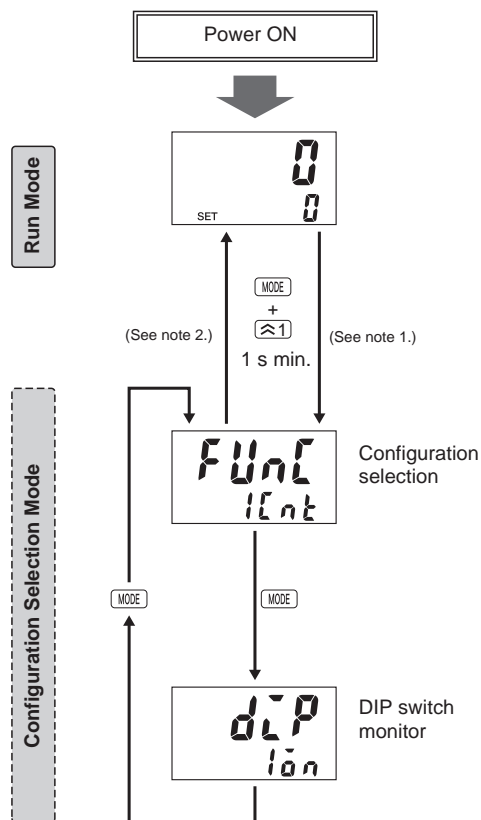 Power ON
Run Mode
0
SET 0
MODE
+
1
(See note 2.)
(See note 1.)
1 s min.
FUnC
1Cnt
Configuration
selection
Configuration Selection Mode
MODE
MODE
diP
1on
DIP switch
monitor